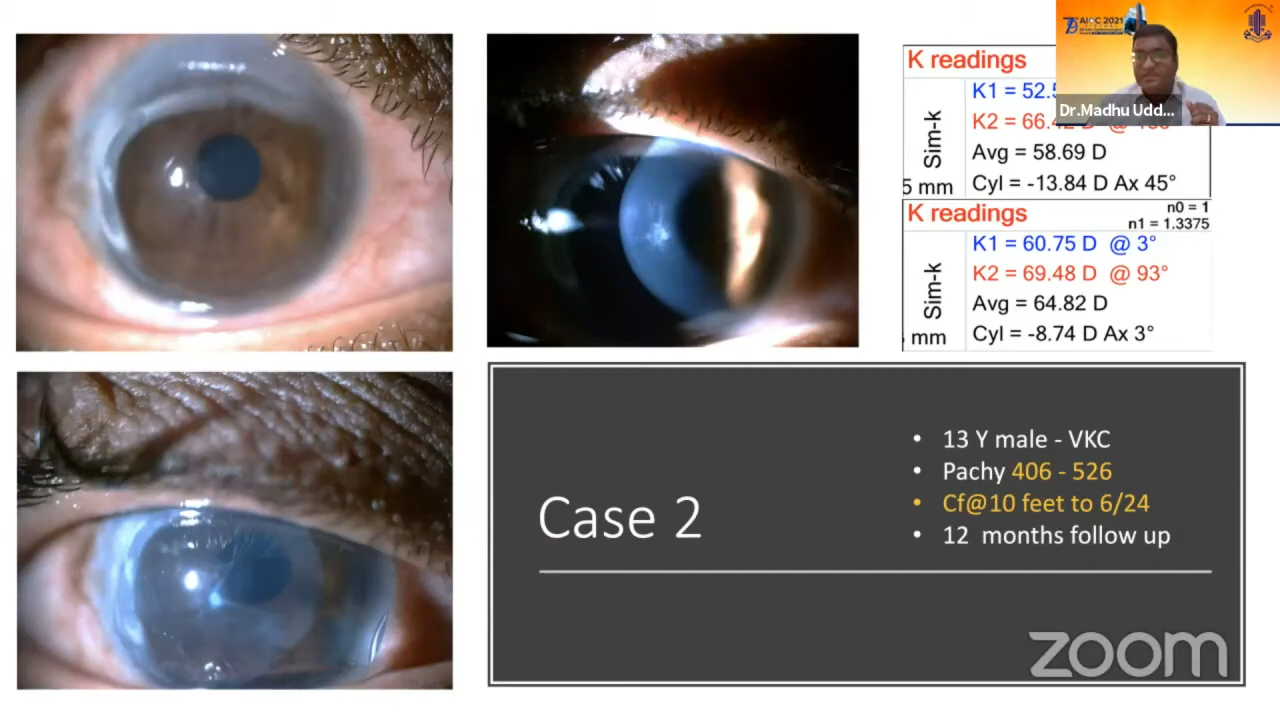 AIOC 2021
Dr.Madhu Udd...
K readings
K1 = 52.5
K2 = 66.42 D @
Avg = 58.69 D
Cyl = -13.84 D Ax 45°
Sim-k
5 mm
K readings
n0 = 1
n1 = 1.3375
K1 = 60.75 D @ 3°
K2 = 69.48 D @ 93°
Avg = 64.82 D
Cyl = -8.74 D Ax 3°
Sim-k
mm
Case 2
• 13 Y male - VKC
• Pachy 406 - 526
• Cf@10 feet to 6/24
• 12 months follow up
zoom